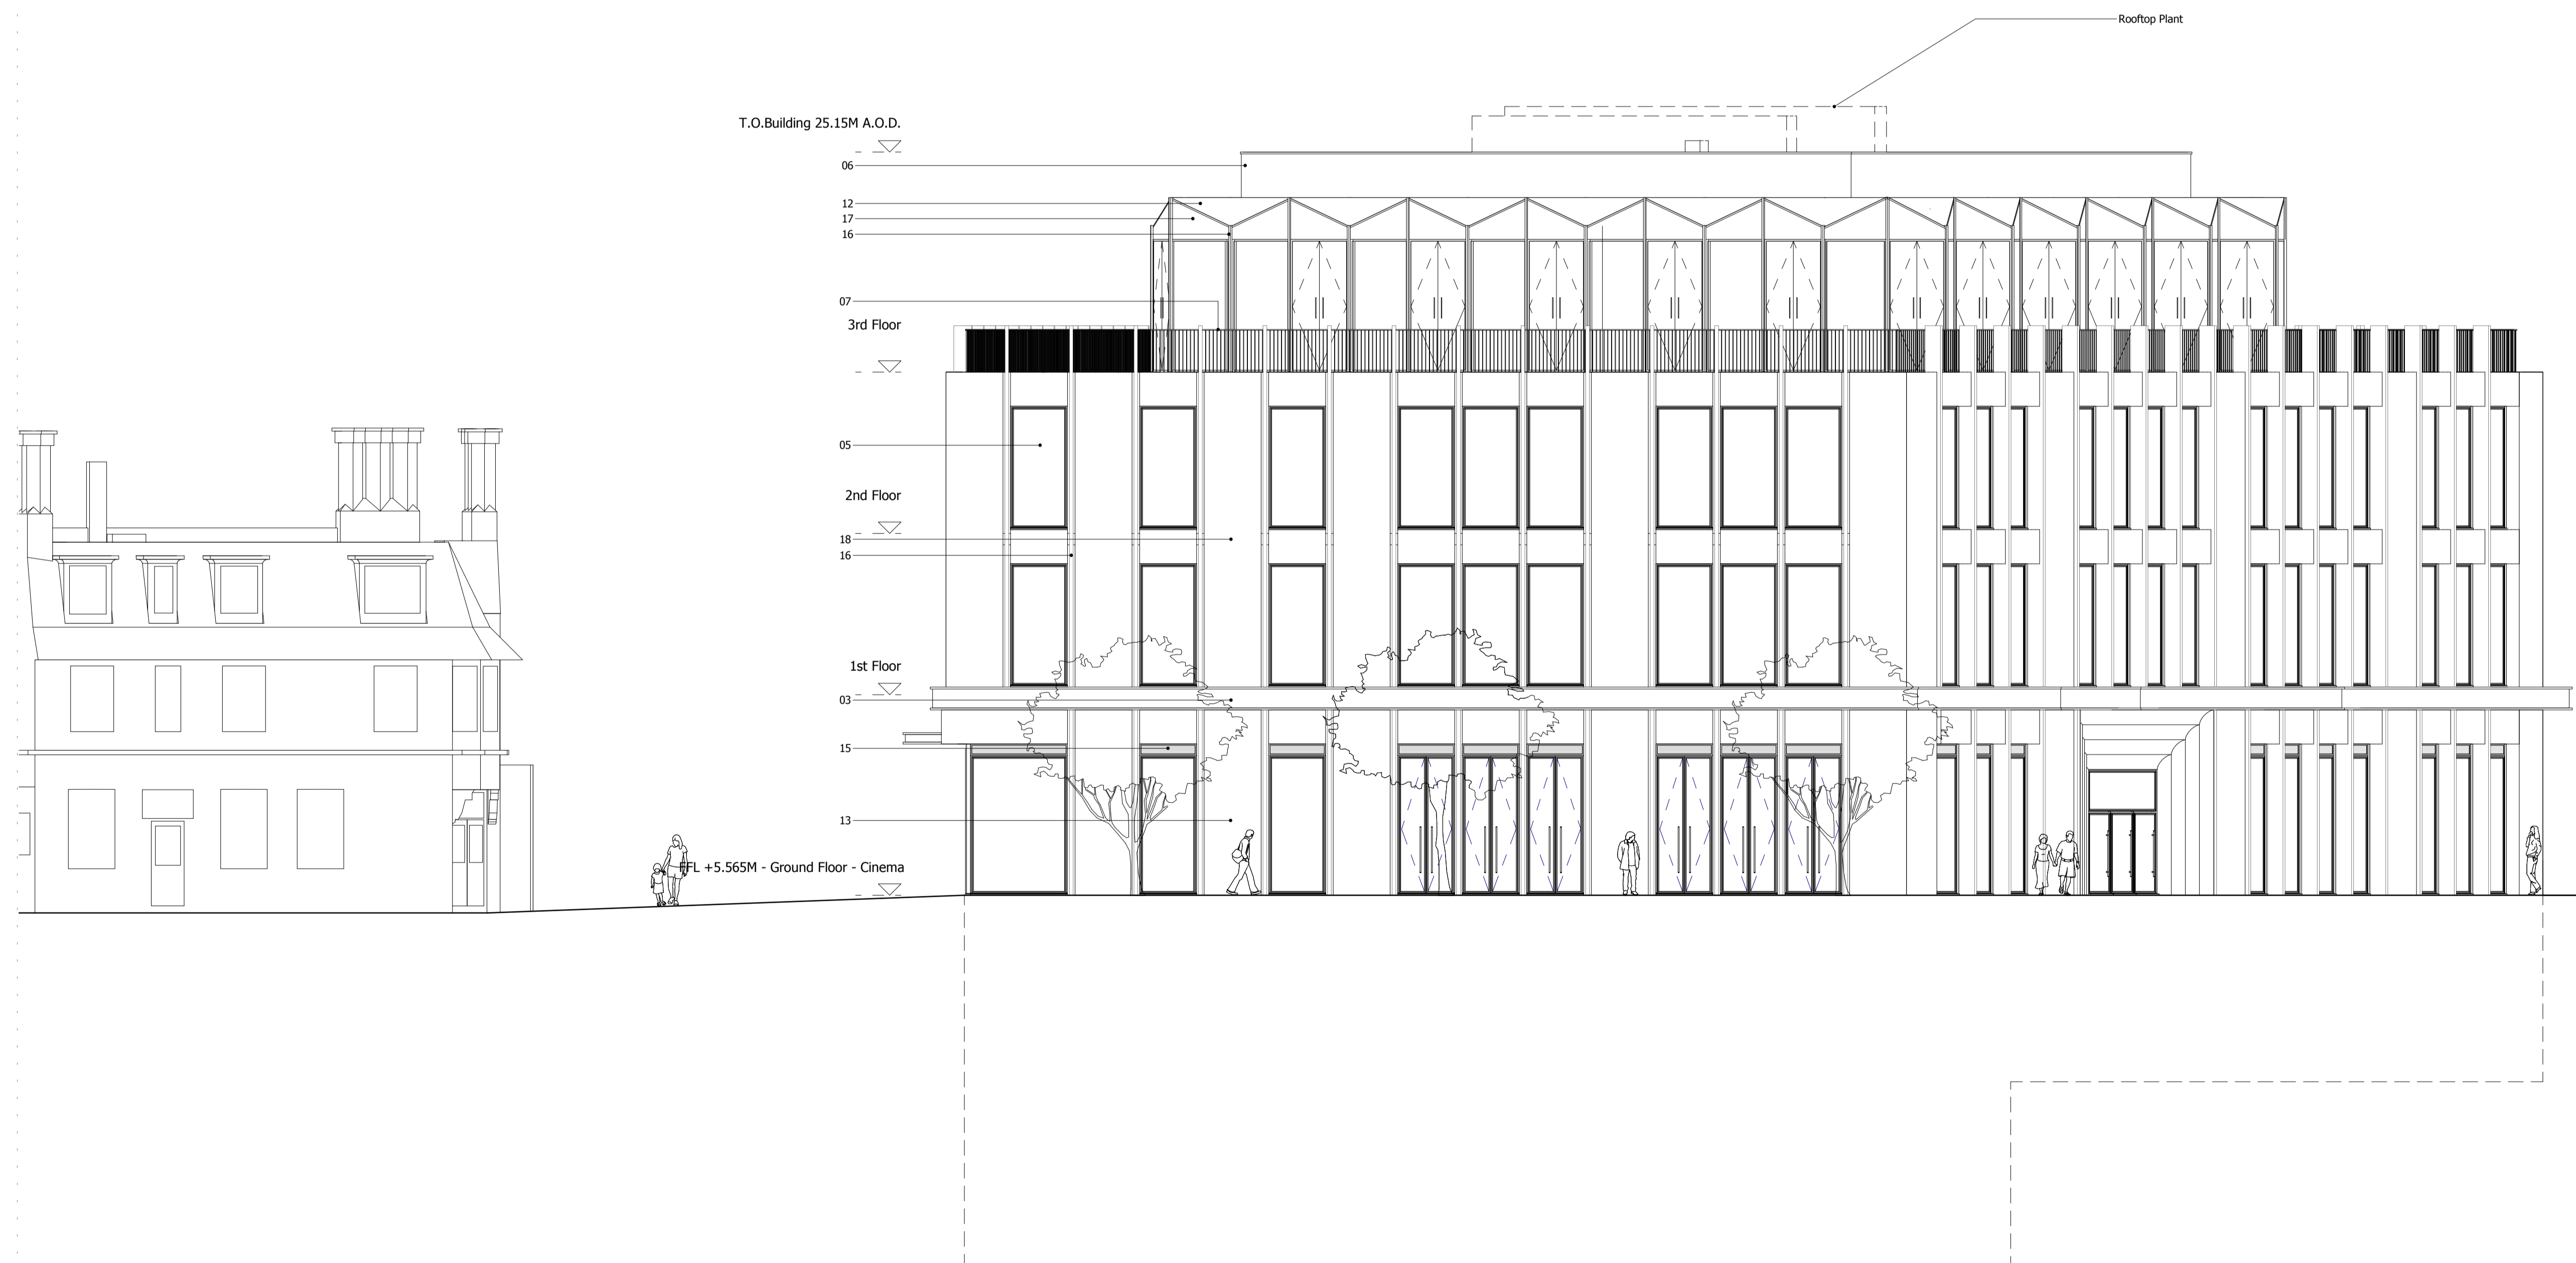 Rooftop Plant
T.O.Building 25.15M A.O.D.
06
12
17
16
07
3rd Floor
05
2nd Floor
18
16
1st Floor
03
15
13
FFL +5.565M - Ground Floor - Cinema